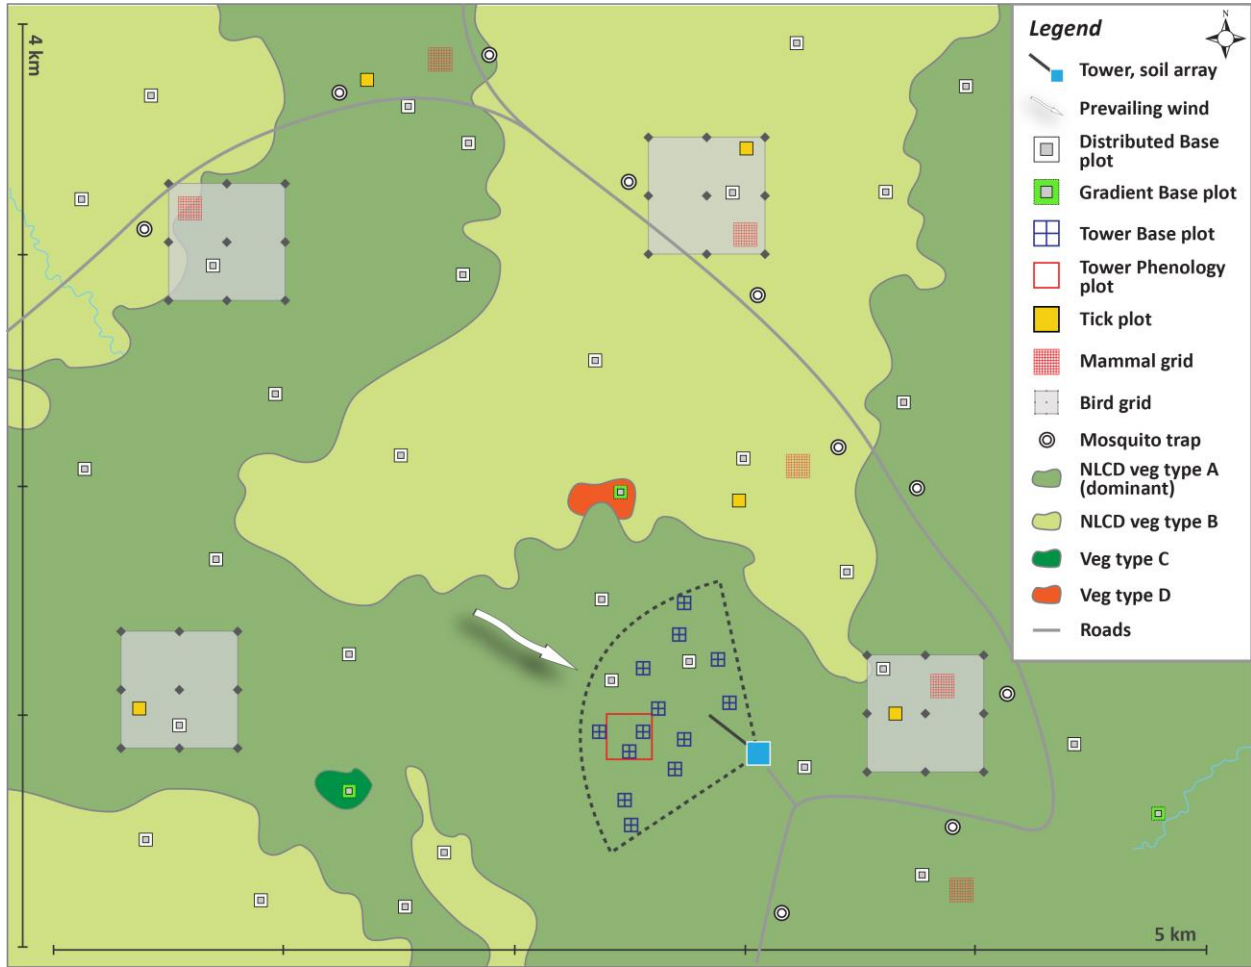 4 km
Legend
N
Tower, soil array
Prevailing wind
Distributed Base
plot
Gradient Base plot
Tower Base plot
Tower Phenology
plot
Tick plot
Mammal grid
Bird grid
Mosquito trap
NLCD veg type A
(dominant)
NLCD veg type B
Veg type C
Veg type D
Roads
5 km